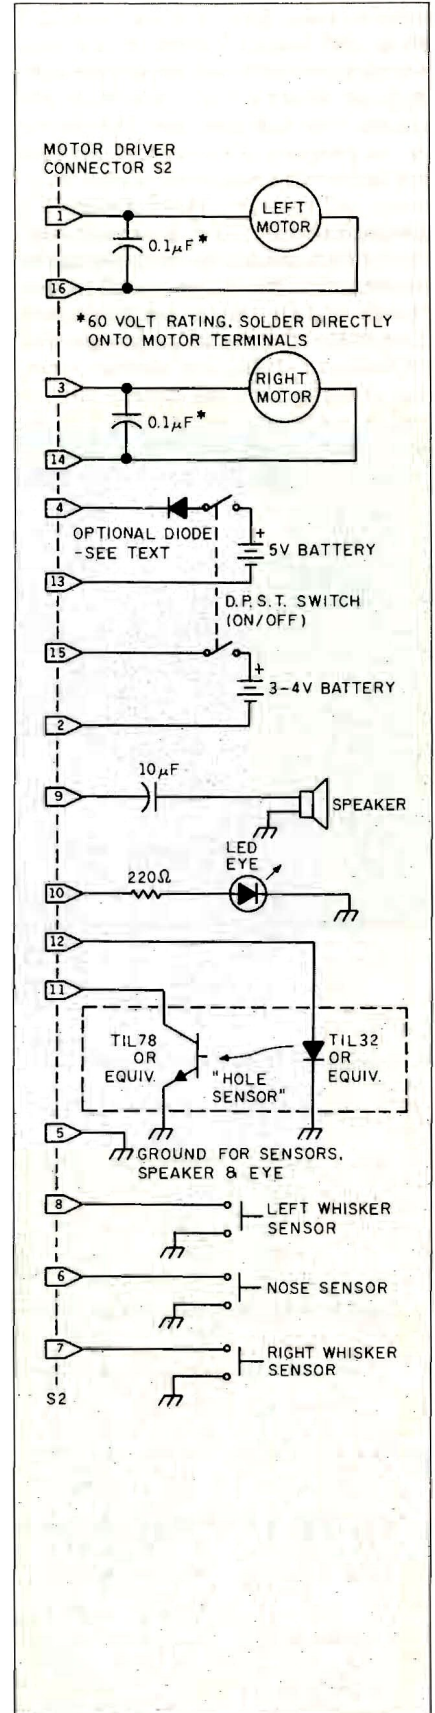 MOTOR DRIVER
CONNECTOR S2
1
LEFT
MOTOR
0.1µF*
16
*60 VOLT RATING. SOLDER DIRECTLY
ONTO MOTOR TERMINALS
3
RIGHT
MOTOR
0.1µF*
14
4
OPTIONAL DIODE
-SEE TEXT
+
5V BATTERY
13
D.P.S.T. SWITCH
(ON/OFF)
15
+
3-4V BATTERY
2
10µF
9
SPEAKER
LED
EYE
220Ω
10
12
11
TIL78
OR
EQUIV.
"HOLE
SENSOR"
TIL32
OR
EQUIV.
5
GROUND FOR SENSORS,
SPEAKER & EYE
8
LEFT WHISKER
SENSOR
6
NOSE SENSOR
7
RIGHT WHISKER
SENSOR
S2